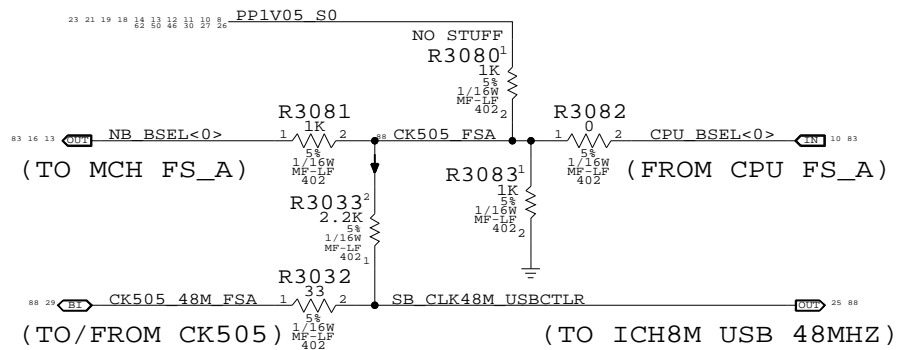 23 21 19 18 14 13 12 11 10 8 PP1V05_S0
62 50 46 30 27 26
NO STUFF
R3080 1
1K
5%
1/16W
MF-LF
402
2
R3081
1K
R3082
0
83 16 13 OUT NB_BSEL<0> 1 2 88 CK505_FSA 1 2 CPU_BSEL<0> IN 10 83
5%
1/16W
MF-LF
402
5%
1/16W
MF-LF
402
(TO MCH FS_A)
(FROM CPU FS_A)
R3083 1
1K
5%
1/16W
MF-LF
402
2
R3033 2
2.2K
5%
1/16W
MF-LF
402
1
R3032
33
88 29 BI CK505_48M_FSA 1 2 SB_CLK48M_USBCTLR OUT 25 88
5%
1/16W
MF-LF
402
(TO/FROM CK505)
(TO ICH8M USB 48MHZ)